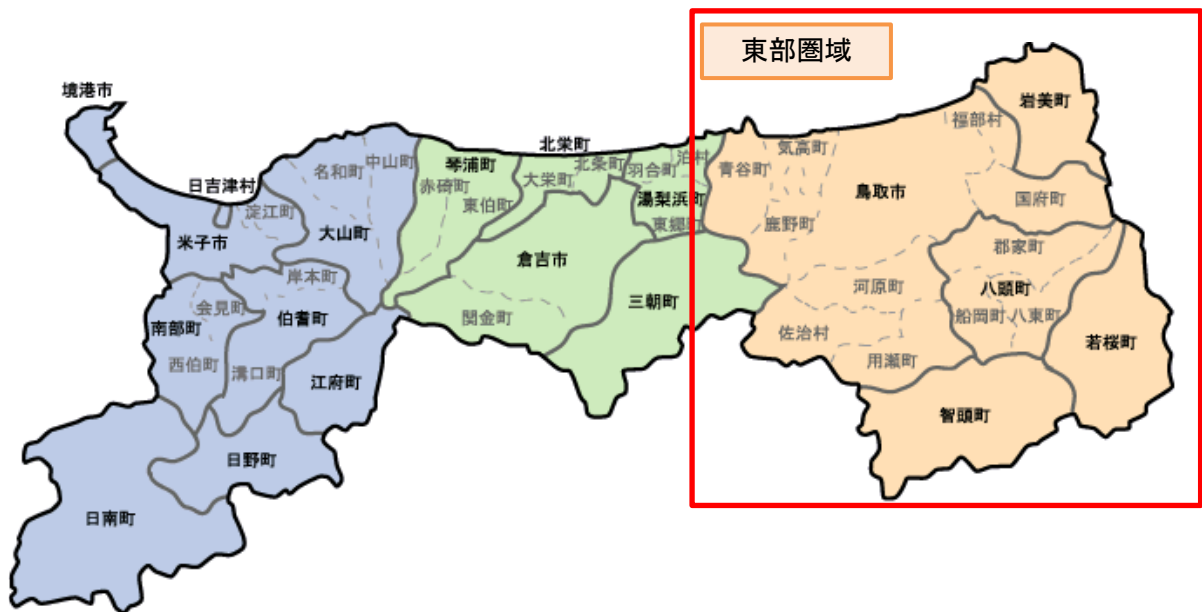 東部圏域
境港市
岩美町
福部村
北栄町
中山町
名和町
琴浦町
北条町
羽合町
泊村
青谷町
気高町
大栄町
赤碕町
日吉津村
鳥取市
国府町
湯梨浜町
東伯町
淀江町
東郷町
鹿野町
大山町
米子市
郡家町
倉吉市
岸本町
河原町
八頭町
三朝町
会見町
伯耆町
関金町
船岡町
八東町
南部町
佐治村
若桜町
西伯町
溝口町
用瀬町
江府町
智頭町
日野町
日南町